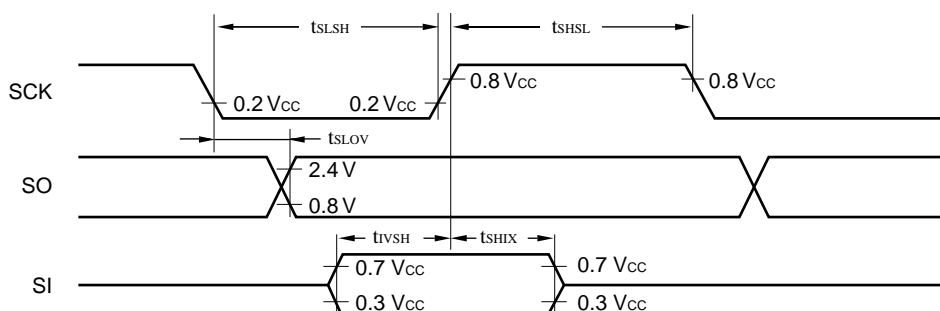 tSLSH tSHSL
SCK 0.8 VCC 0.8 VCC
0.2 VCC 0.2 VCC
tSLOV
SO 2.4 V
0.8 V
tIVSH tSHIX
0.7 VCC 0.7 VCC
SI
0.3 VCC 0.3 VCC